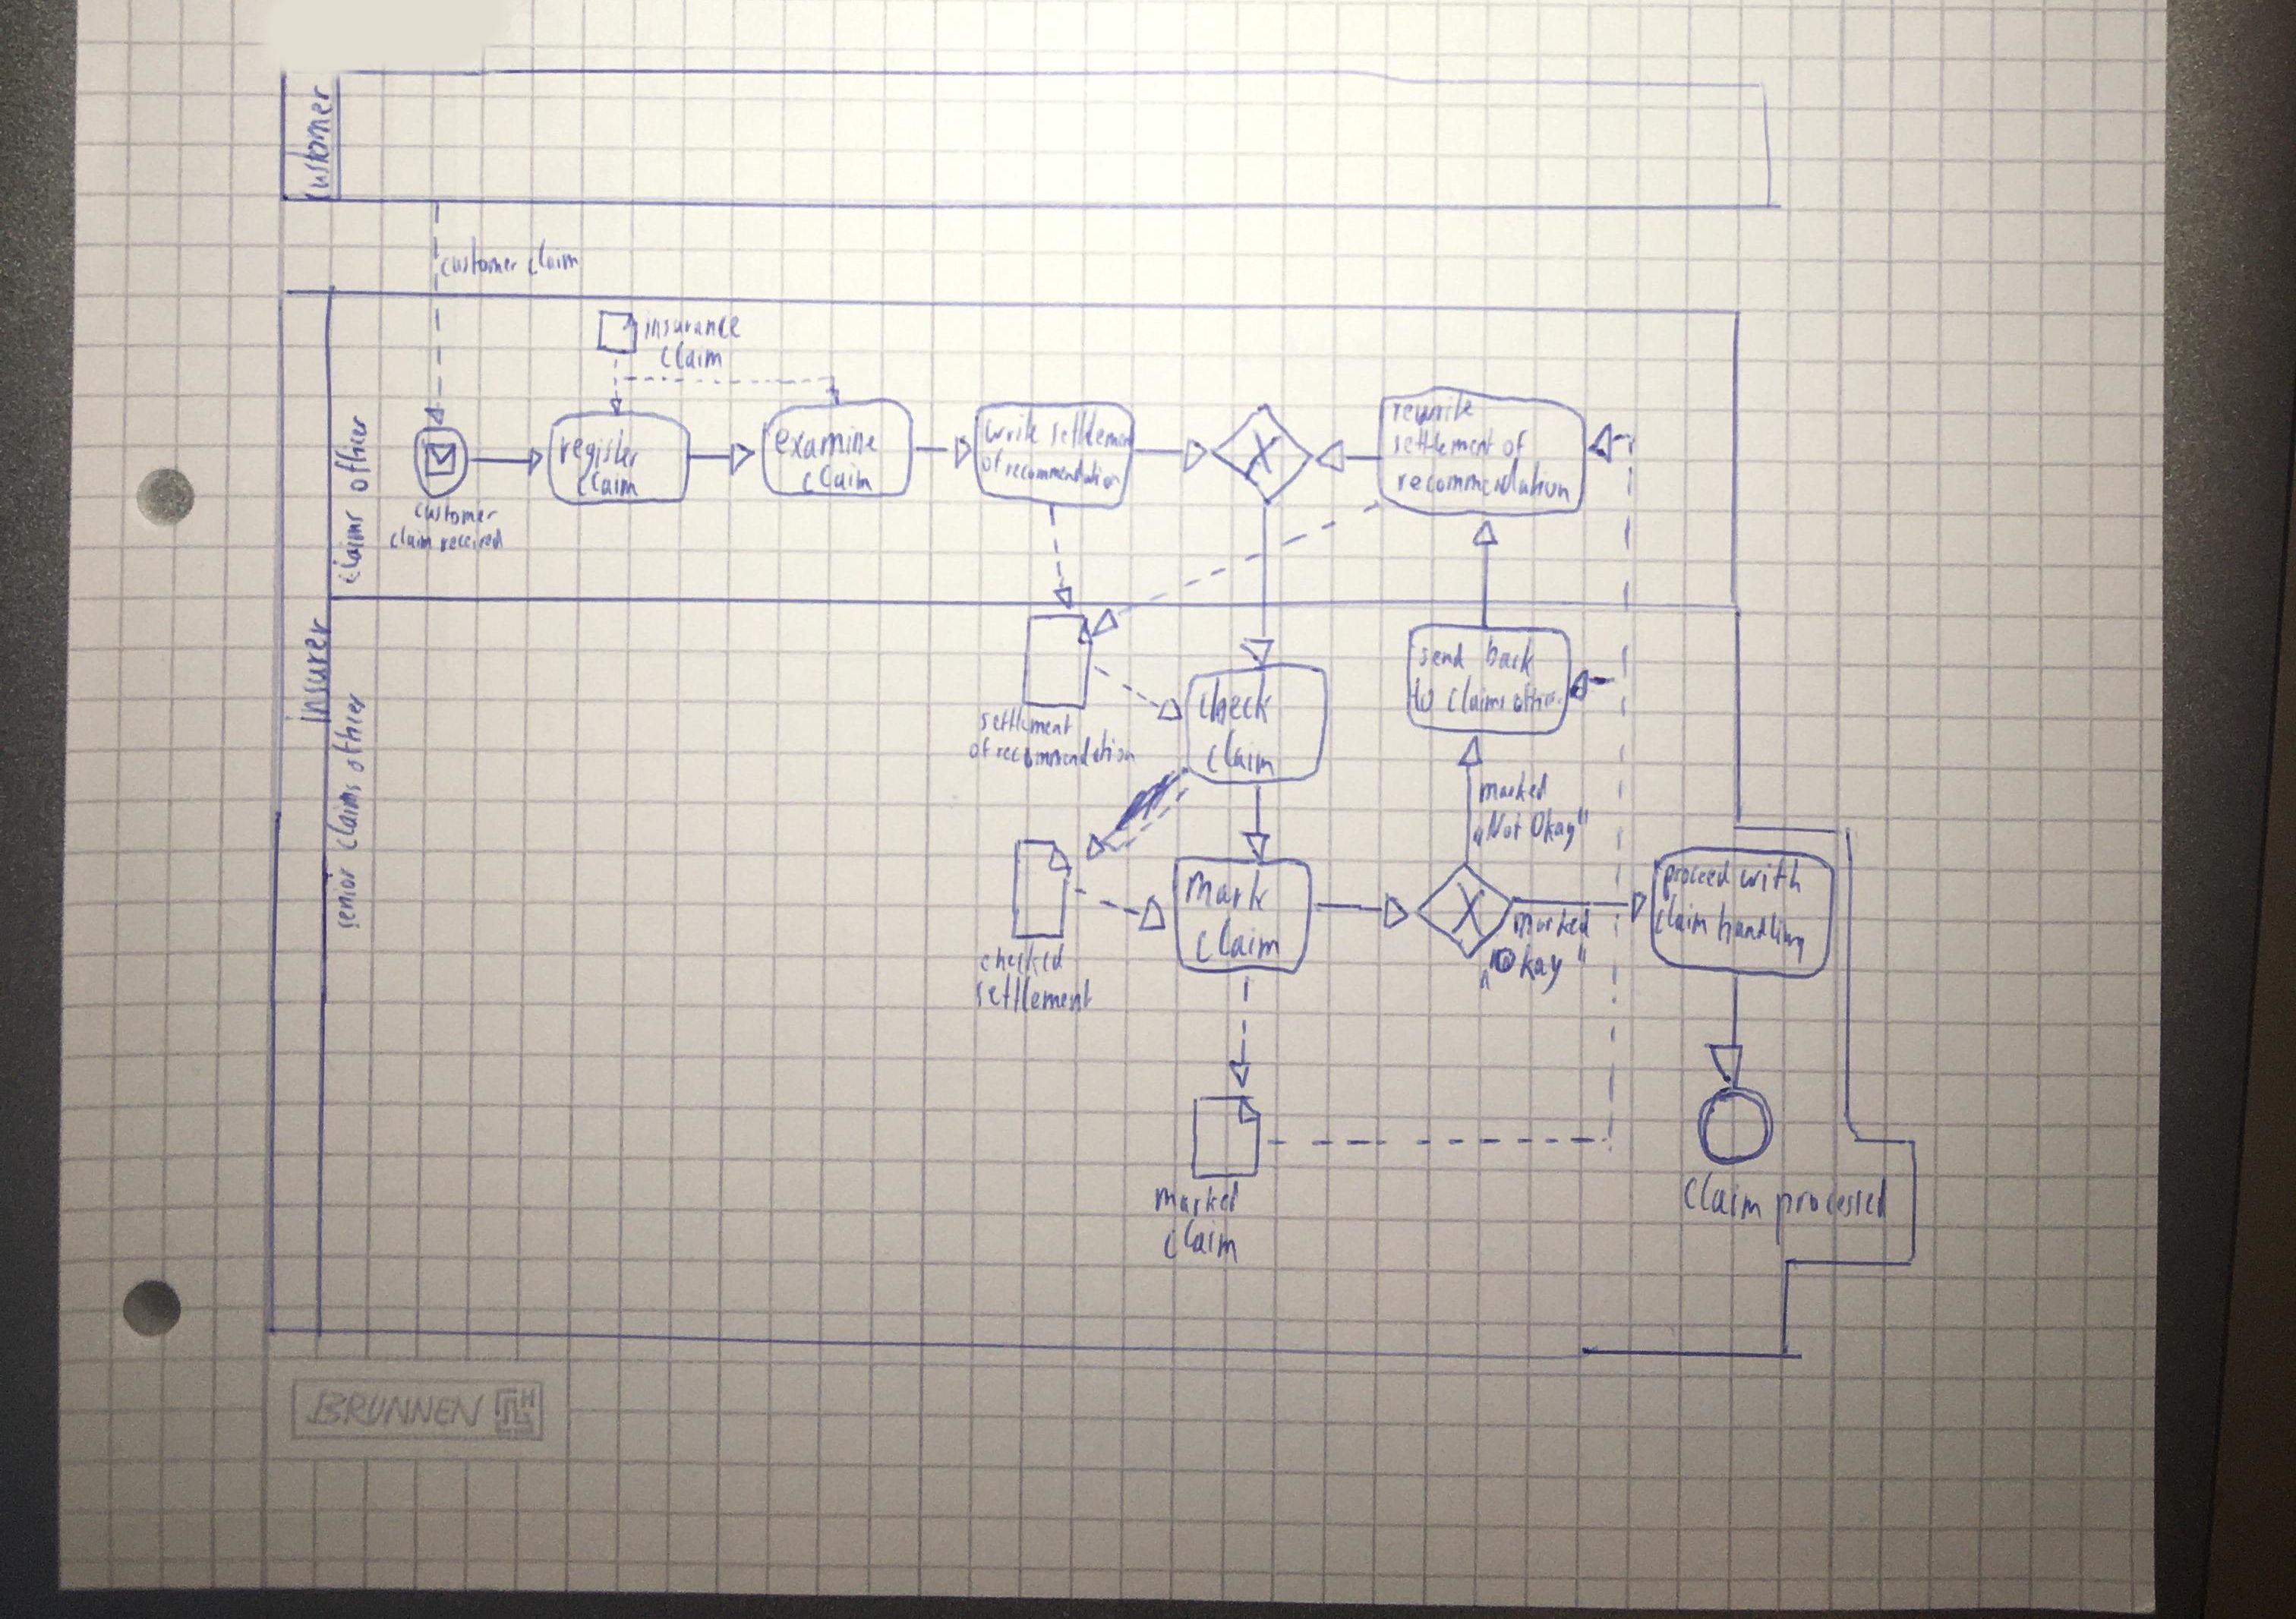 customer
customer claim
insurance
claim
insurer
claims officer
register
claim
examine
claim
write settlement
of recommendation
X
rewrite
settlement of
recommendation
customer
claim received
senior claims officer
settlement
of recommendation
check
claim
send back
to claims officer
marked
"Not Okay"
checked
settlement
mark
claim
X
marked
"Okay"
proceed with
claim handling
marked
claim
claim processed
BRUNNEN